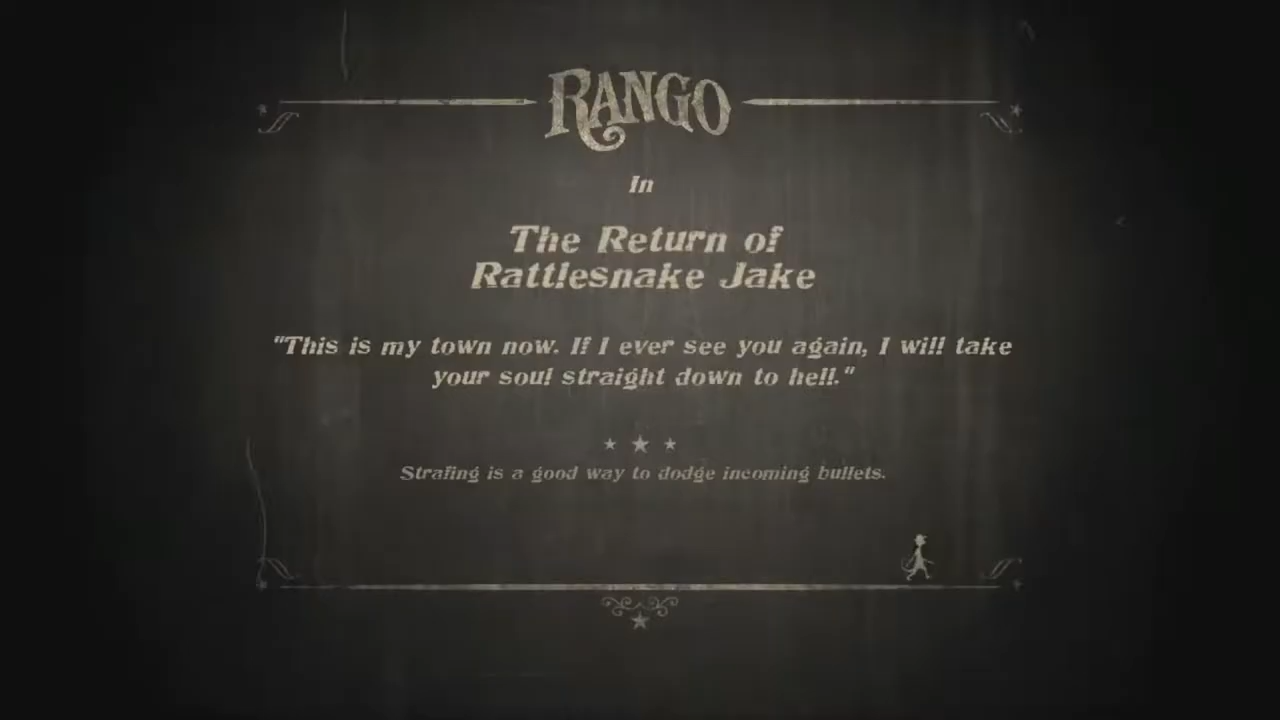 RANGO
In
The Return of
Rattlesnake Jake
"This is my town now. If I ever see you again, I will take
your soul straight down to hell."
Strafing is a good way to dodge incoming bullets.